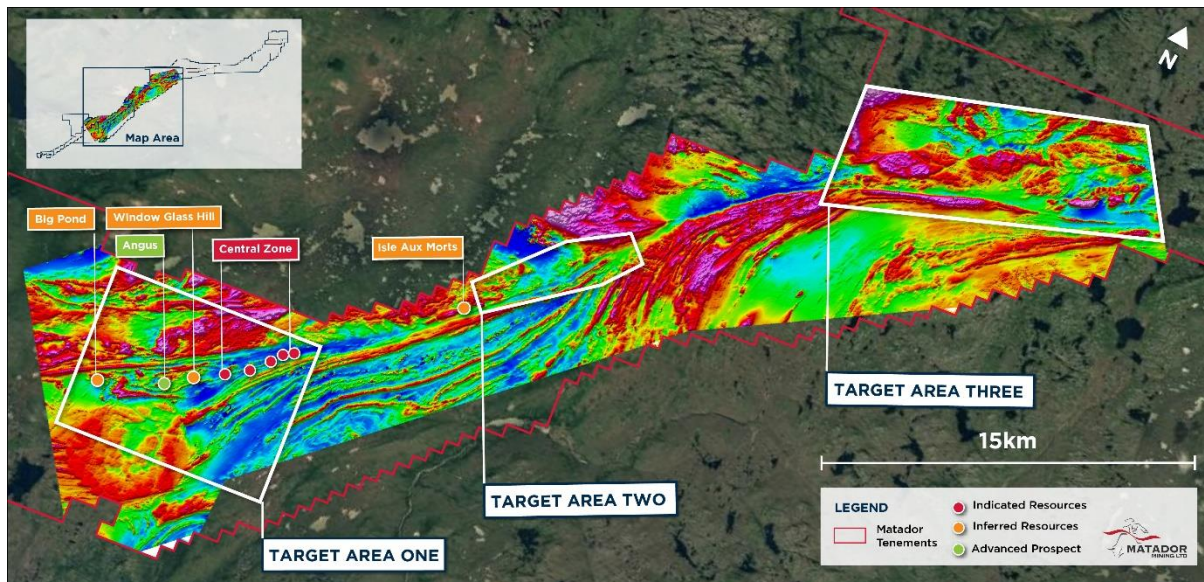 Map Area
N
Big Pond
Window Glass Hill
Angus
Central Zone
Isle Aux Morts
TARGET AREA THREE
15km
TARGET AREA TWO
TARGET AREA ONE
LEGEND
Matador
Tenements
Indicated Resources
Inferred Resources
Advanced Prospect
MATADOR
MINING LTD